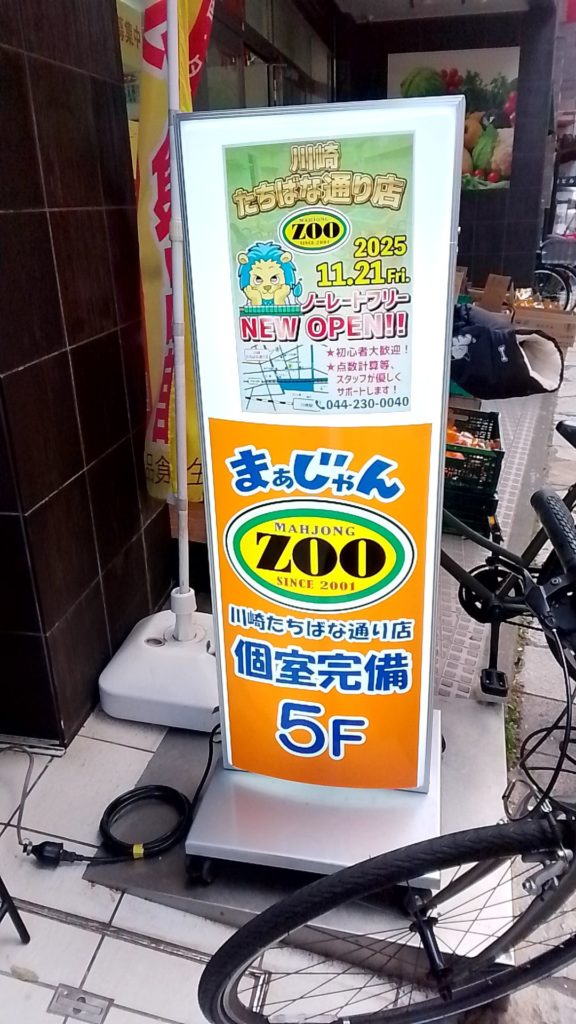 川崎
たちばな通り店
MAHJONG
ZOO
SINCE 2001
2025
11.21Fri.
ノーレートフリー
NEW OPEN!!
★初心者大歓迎！
★点数計算等、
スタッフが優しく
サポートします！
044-230-0040
まぁじゃん
MAHJONG
ZOO
SINCE 2001
川崎たちばな通り店
個室完備
5F